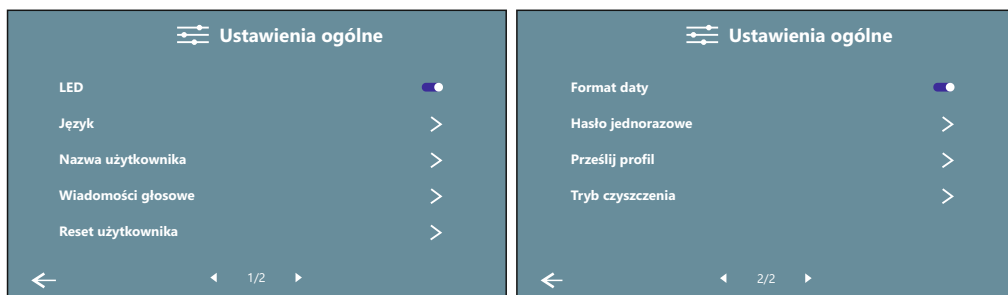 Ustawienia ogólne
LED
Język
Nazwa użytkownika
Wiadomości głosowe
Reset użytkownika
1/2
Ustawienia ogólne
Format daty
Hasło jednorazowe
Prześlij profil
Tryb czyszczenia
2/2